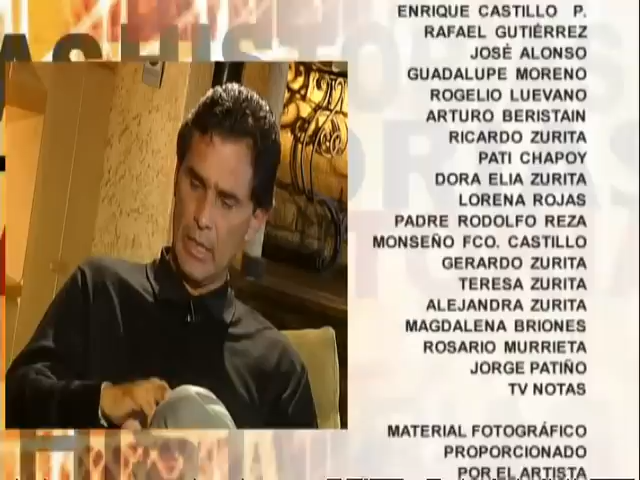 ENRIQUE CASTILLO P.
RAFAEL GUTIÉRREZ
JOSÉ ALONSO
GUADALUPE MORENO
ROGELIO LUEVANO
ARTURO BERISTAIN
RICARDO ZURITA
PATI CHAPOY
DORA ELIA ZURITA
LORENA ROJAS
PADRE RODOLFO REZA
MONSEÑO FCO. CASTILLO
GERARDO ZURITA
TERESA ZURITA
ALEJANDRA ZURITA
MAGDALENA BRIONES
ROSARIO MURRIETA
JORGE PATIÑO
TV NOTAS
MATERIAL FOTOGRÁFICO
PROPORCIONADO
POR EL ARTISTA